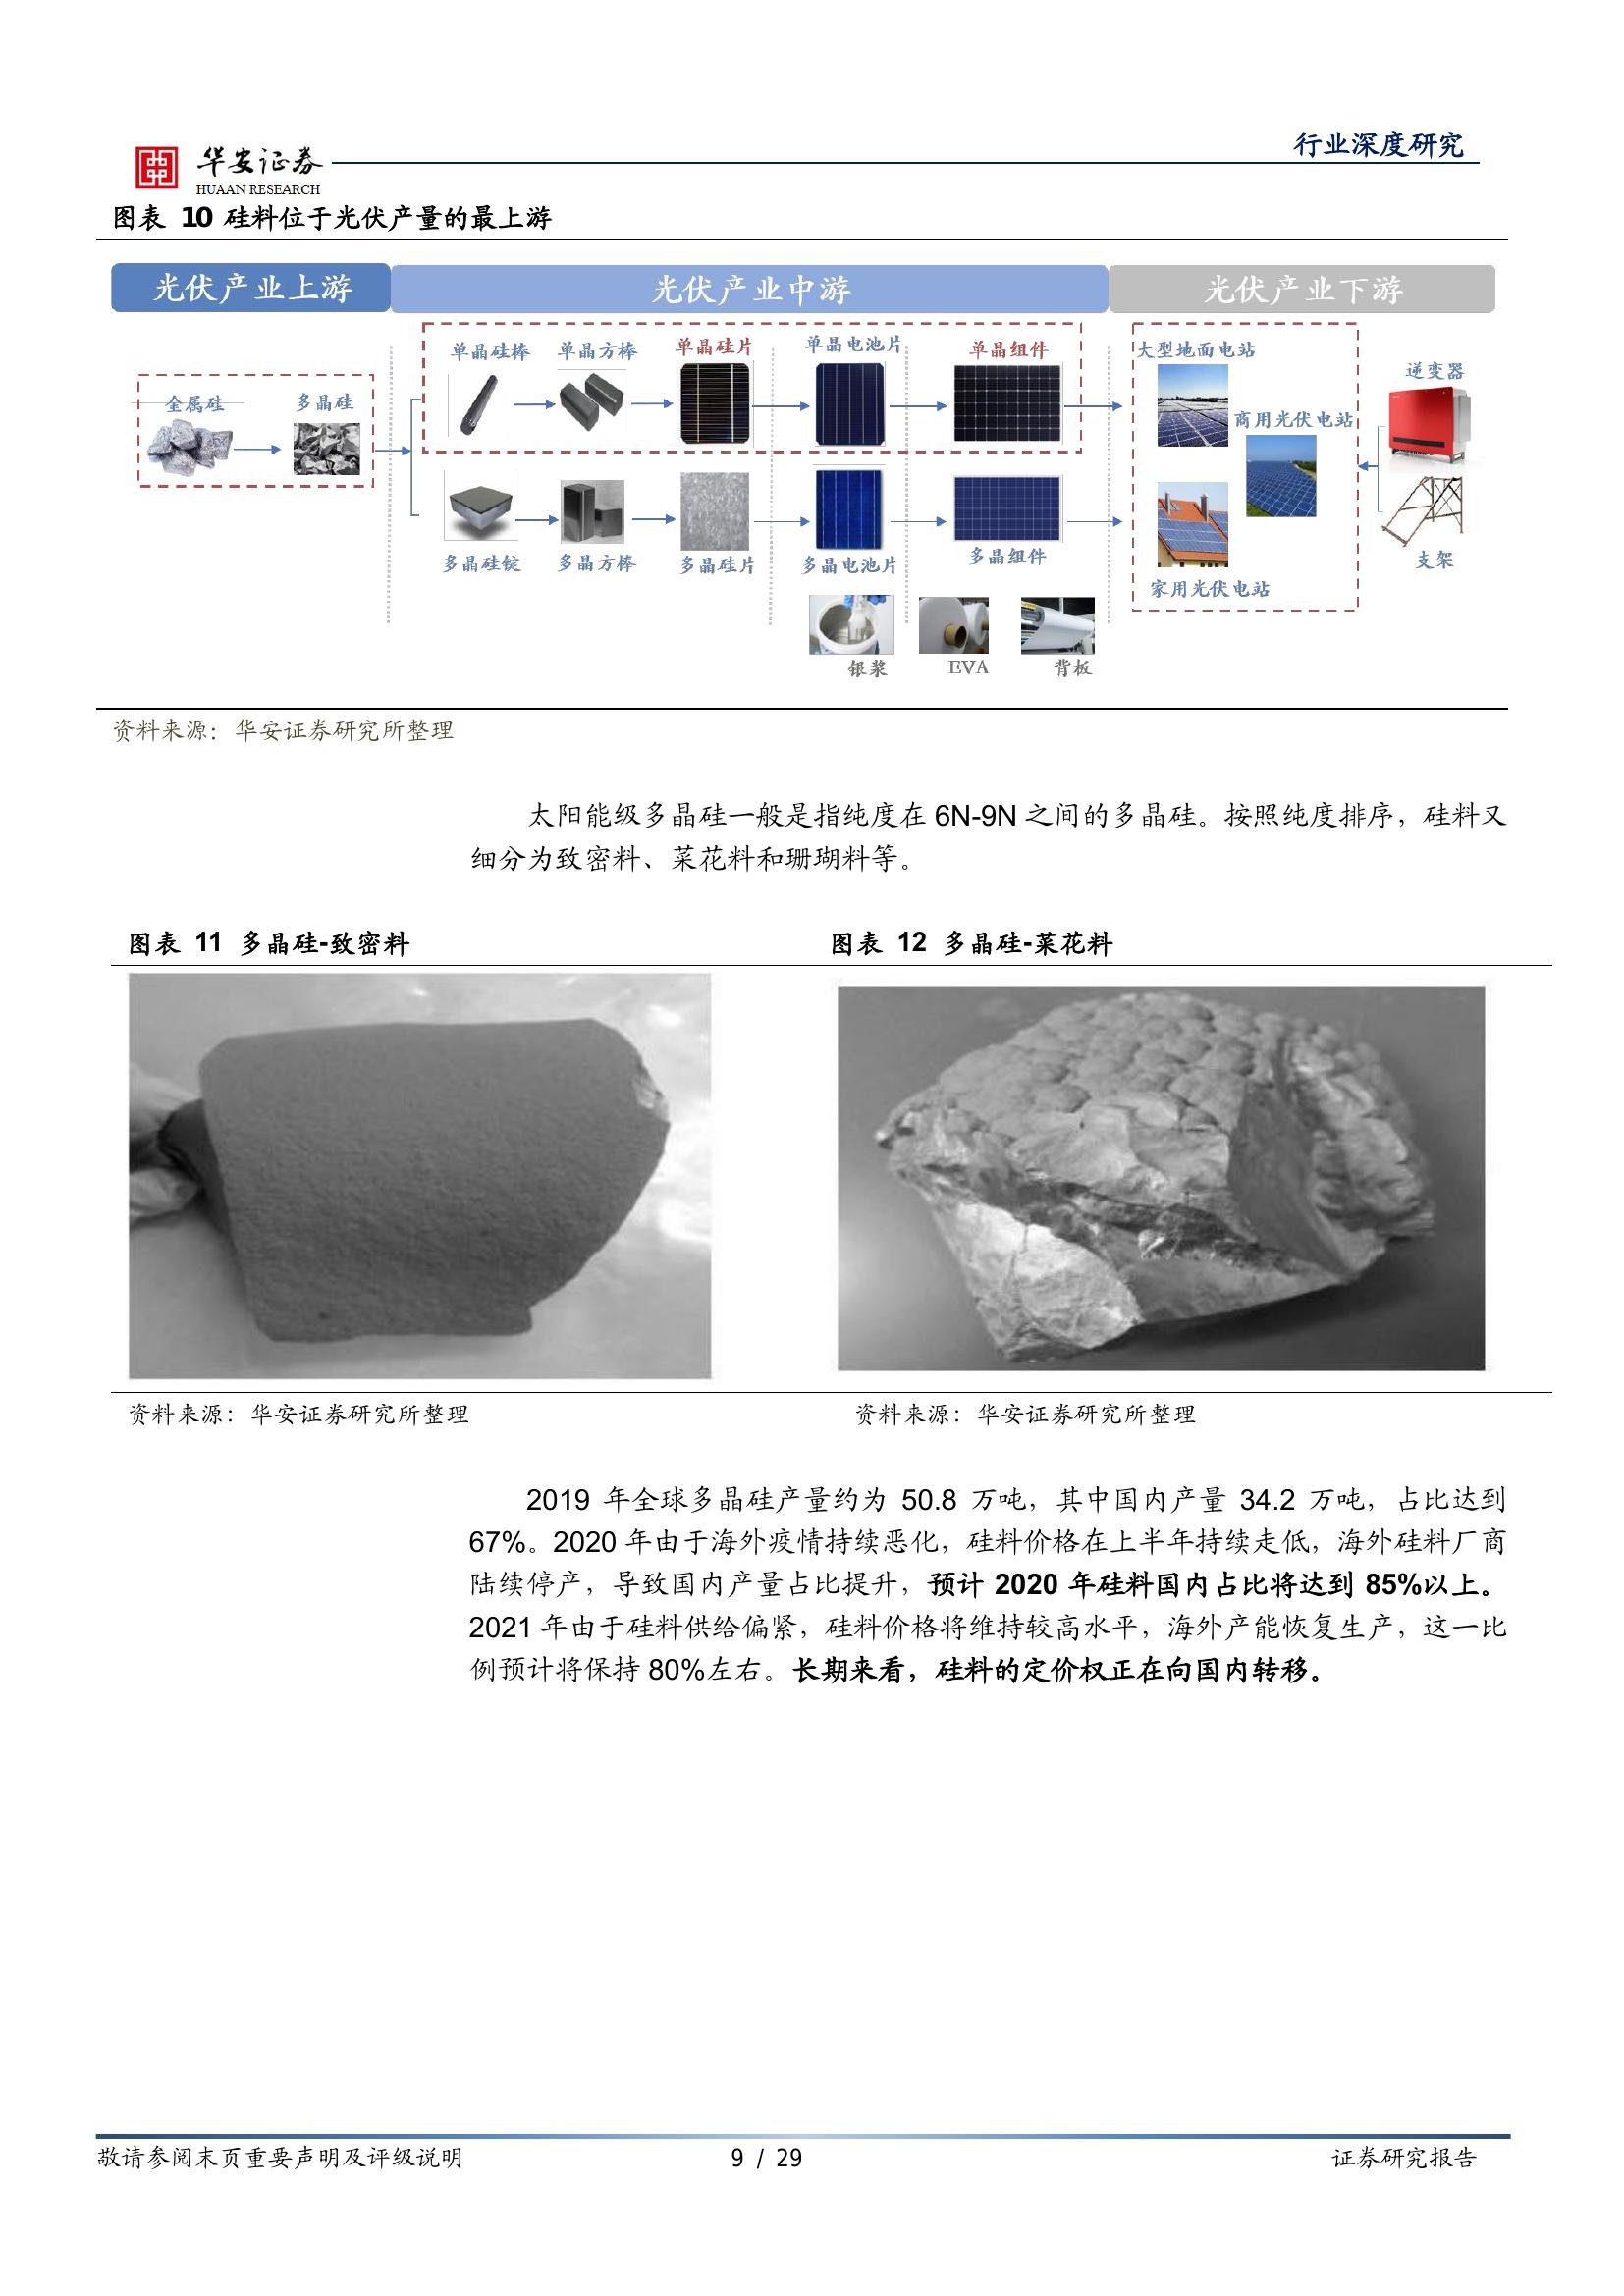 行业深度研究
华安证券
HUAAN RESEARCH
图表 10 硅料位于光伏产量的最上游
光伏产业上游 光伏产业中游 光伏产业下游
金属硅 多晶硅
单晶硅棒 单晶方棒 单晶硅片 单晶电池片 单晶组件
多晶硅锭 多晶方棒 多晶硅片 多晶电池片 多晶组件
银浆 EVA 背板
大型地面电站
商用光伏电站
家用光伏电站
逆变器
支架
资料来源：华安证券研究所整理
太阳能级多晶硅一般是指纯度在 6N-9N 之间的多晶硅。按照纯度排序，硅料又
细分为致密料、菜花料和珊瑚料等。
图表 11 多晶硅-致密料
图表 12 多晶硅-菜花料
资料来源：华安证券研究所整理
资料来源：华安证券研究所整理
2019 年全球多晶硅产量约为 50.8 万吨，其中国内产量 34.2 万吨，占比达到
67%。2020 年由于海外疫情持续恶化，硅料价格在上半年持续走低，海外硅料厂商
陆续停产，导致国内产量占比提升，预计 2020 年硅料国内占比将达到 85%以上。
2021 年由于硅料供给偏紧，硅料价格将维持较高水平，海外产能恢复生产，这一比
例预计将保持 80%左右。长期来看，硅料的定价权正在向国内转移。
敬请参阅末页重要声明及评级说明
9 / 29
证券研究报告